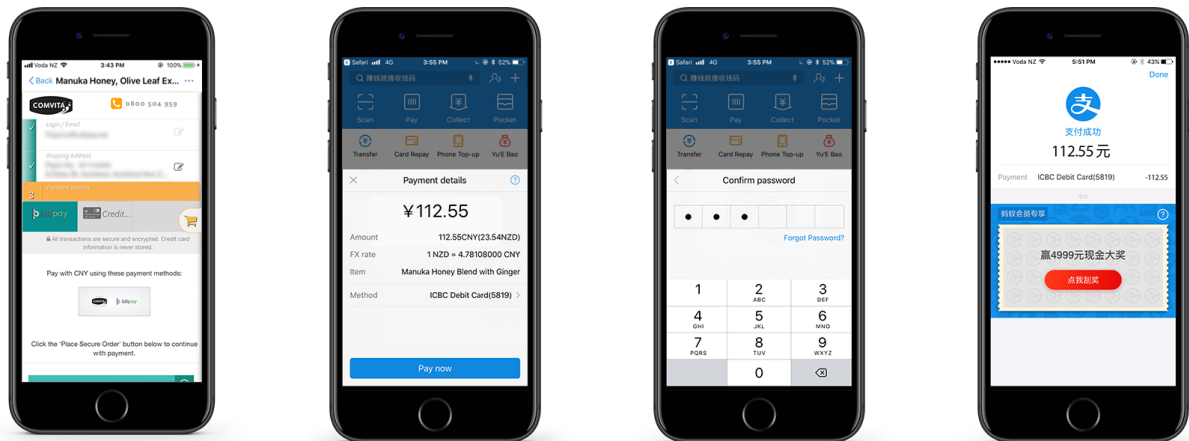 Voda NZ 3:43 PM 100%
Back Manuka Honey, Olive Leaf Ex... •••
COMVITA 0800 504 959
Login / Email
Shipping Address
3 Payment options
latipay Credit...
All transactions are secure and encrypted. Credit card
information is never stored.
Pay with CNY using these payment methods:
COMVITA latipay
Click the 'Place Secure Order' button below to continue
with payment.
Safari 4G 3:55 PM 52%
Scan Pay Collect Pocket
Transfer Card Repay Phone Top-up Yu'E Bao
Payment details
¥112.55
Amount 112.55CNY(23.54NZD)
FX rate 1 NZD = 4.78108000 CNY
Item Manuka Honey Blend with Ginger
Method ICBC Debit Card(5819)
Pay now
Safari 4G 3:55 PM 52%
Scan Pay Collect Pocket
Transfer Card Repay Phone Top-up Yu'E Bao
Confirm password
Forgot Password?
1 2 3
ABC DEF
4 5 6
GHI JKL MNO
7 8 9
PQRS TUV WXYZ
0
Voda NZ 5:51 PM 43%
Done
支
支付成功
112.55 元
Payment ICBC Debit Card(5819) -112.55
蚂蚁会员专享
赢4999元现金大奖
点我刮奖